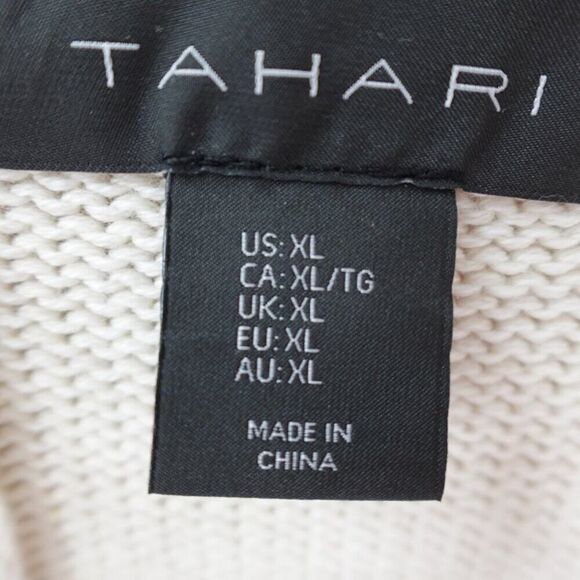 TAHARI
US: XL
CA: XL/TG
UK: XL
EU: XL
AU: XL
MADE IN
CHINA